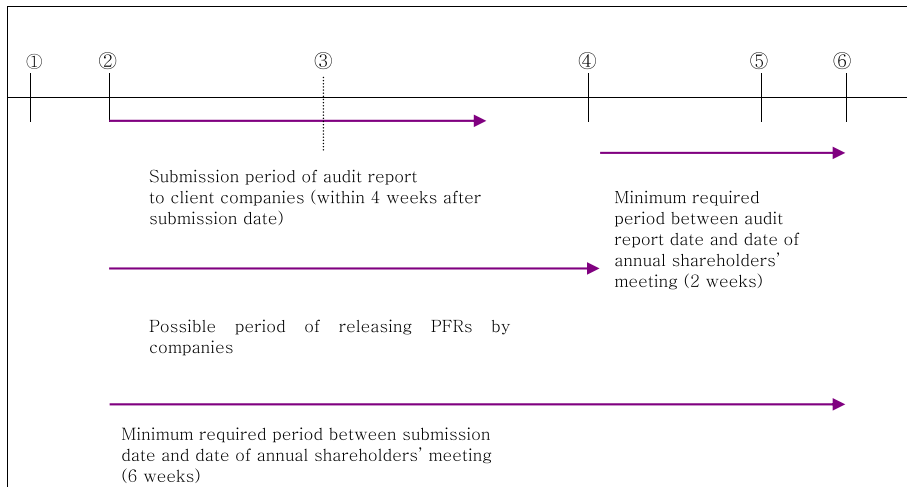 ① ② ③ ④ ⑤ ⑥
Submission period of audit report
to client companies (within 4 weeks after
submission date)
Minimum required
period between audit
report date and date of
annual shareholders’
meeting (2 weeks)
Possible period of releasing PFRs by
companies
Minimum required period between submission
date and date of annual shareholders’ meeting
(6 weeks)